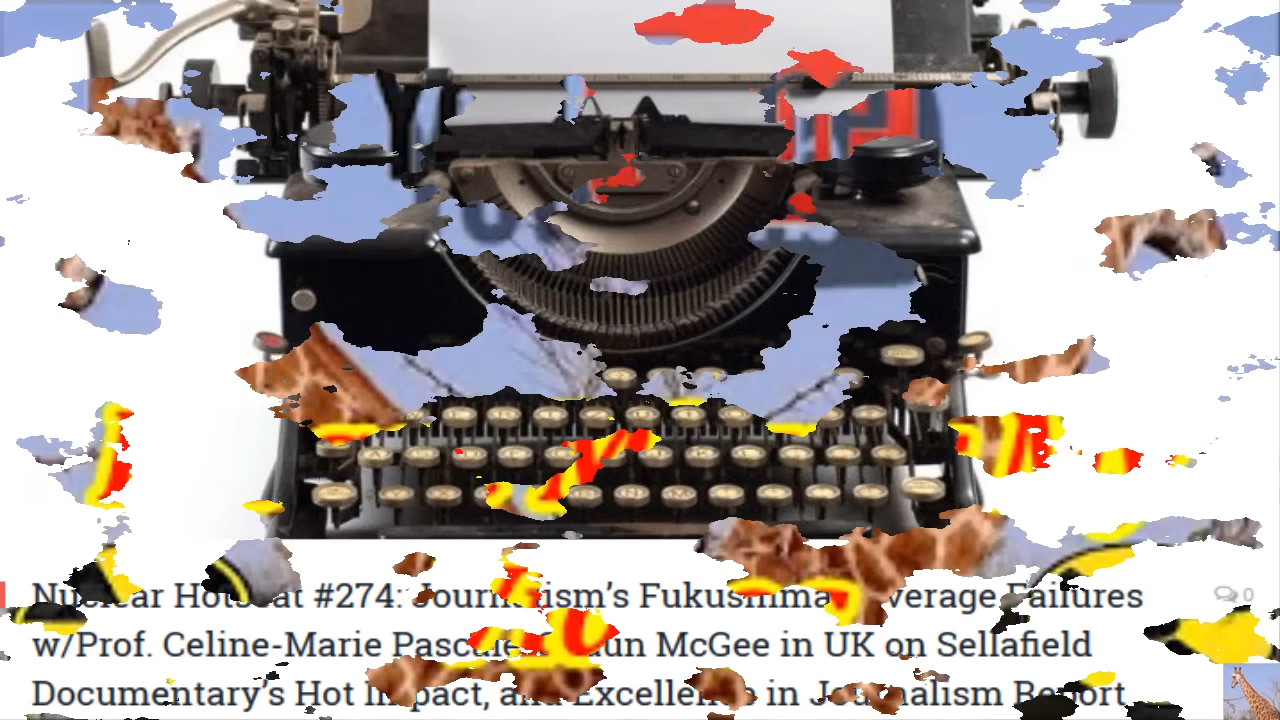 Nuclear Hotseat #274: Journalism's Fukushima Coverage Failures
0
w/Prof. Celine-Marie Pascale, Shaun McGee in UK on Sellafield
Documentary's Hot Impact, and Excellence in Journalism Report